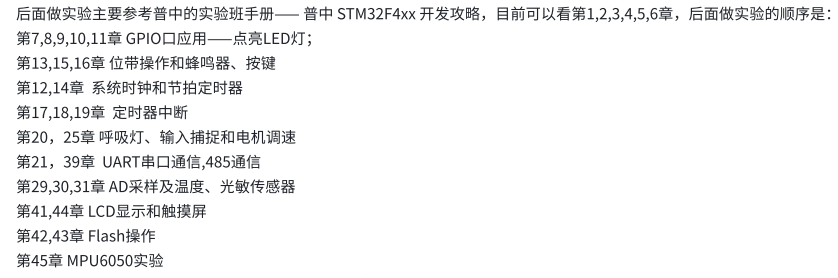 后面做实验主要参考普中的实验班手册—— 普中 STM32F4xx 开发攻略，目前可以看第1,2,3,4,5,6章，后面做实验的顺序是：
第7,8,9,10,11章 GPIO口应用——点亮LED灯；
第13,15,16章 位带操作和蜂鸣器、按键
第12,14章  系统时钟和节拍定时器
第17,18,19章  定时器中断
第20，25章 呼吸灯、输入捕捉和电机调速
第21，39章  UART串口通信,485通信
第29,30,31章 AD采样及温度、光敏传感器
第41,44章 LCD显示和触摸屏
第42,43章 Flash操作
第45章 MPU6050实验